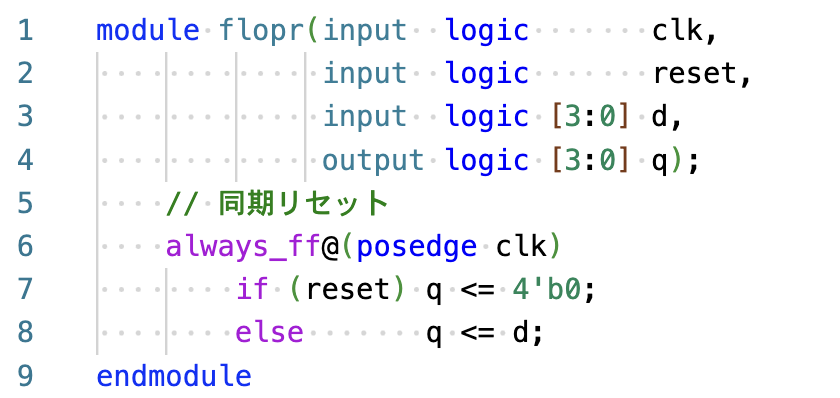 1 module flopr(input  logic       clk,
2              input  logic       reset,
3              input  logic [3:0] d,
4              output logic [3:0] q);
5     // 同期リセット
6     always_ff@(posedge clk)
7         if (reset) q <= 4'b0;
8         else       q <= d;
9 endmodule